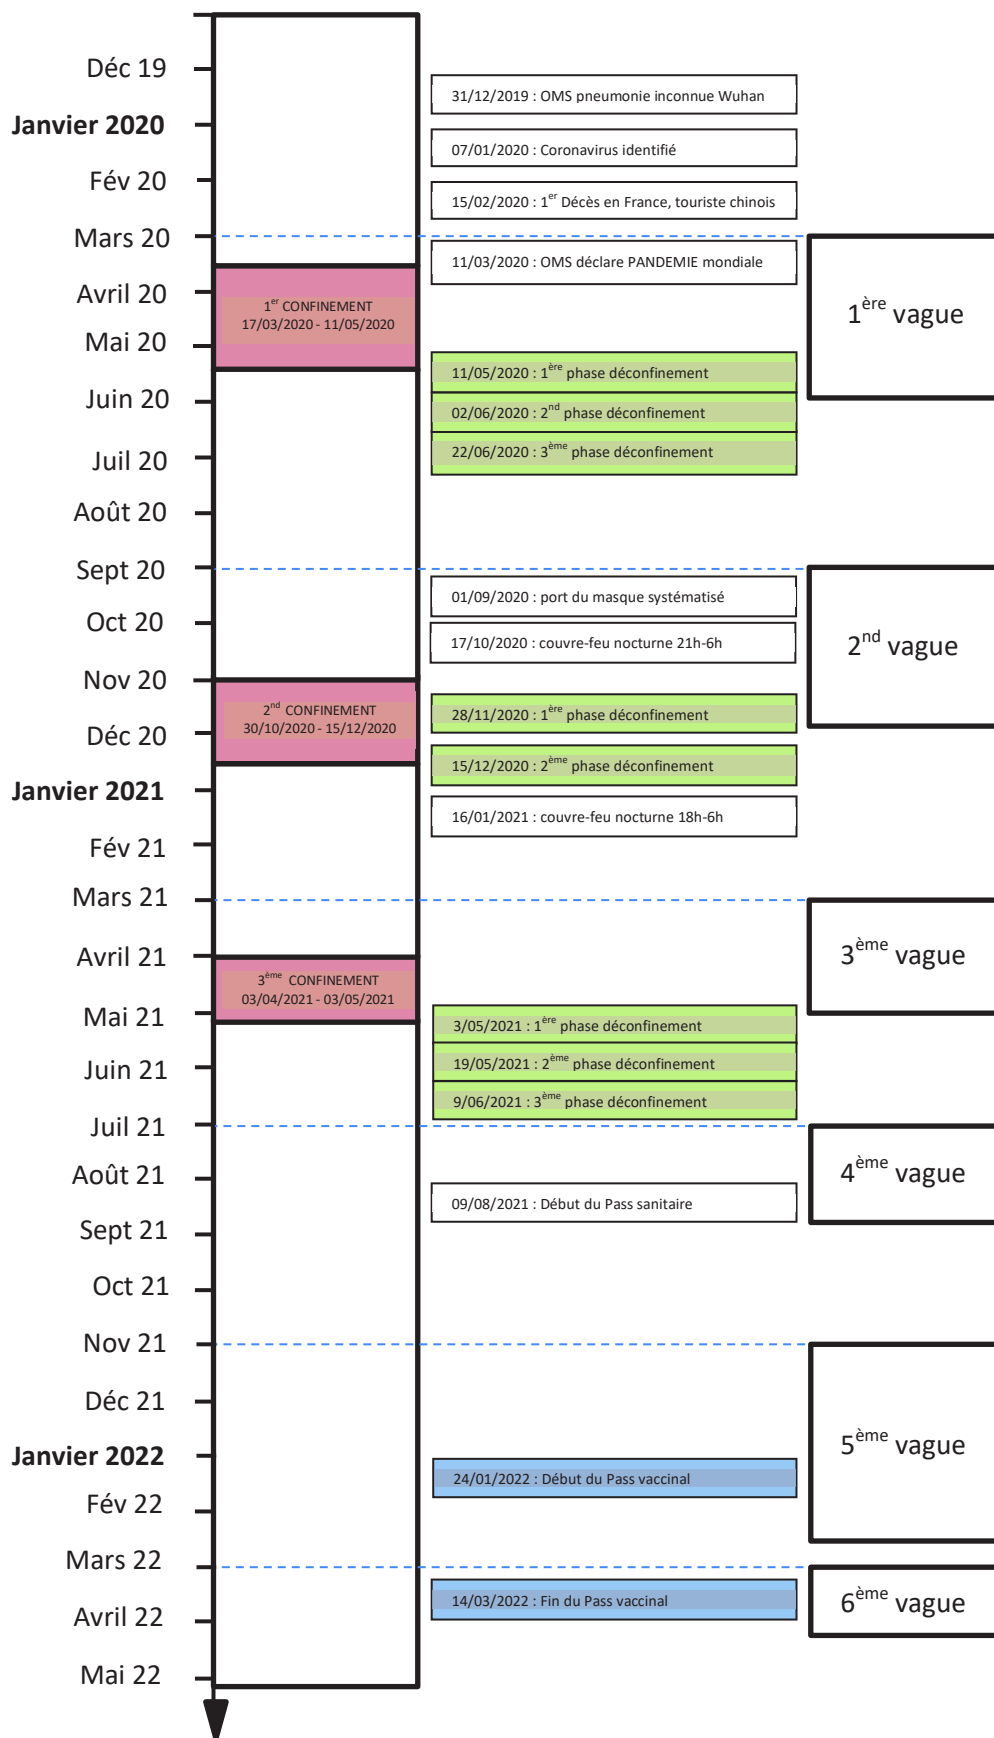 Déc 19
31/12/2019 : OMS pneumonie inconnue Wuhan
Janvier 2020
07/01/2020 : Coronavirus identifié
Fév 20
15/02/2020 : 1er Décès en France, touriste chinois
Mars 20
11/03/2020 : OMS déclare PANDEMIE mondiale
1ère vague
Avril 20
1er CONFINEMENT
17/03/2020 - 11/05/2020
Mai 20
11/05/2020 : 1ère phase déconfinement
Juin 20
02/06/2020 : 2nd phase déconfinement
22/06/2020 : 3ème phase déconfinement
Juil 20
Août 20
Sept 20
01/09/2020 : port du masque systématisé
Oct 20
17/10/2020 : couvre-feu nocturne 21h-6h
2nd vague
Nov 20
2nd CONFINEMENT
30/10/2020 - 15/12/2020
28/11/2020 : 1ère phase déconfinement
Déc 20
15/12/2020 : 2ème phase déconfinement
Janvier 2021
16/01/2021 : couvre-feu nocturne 18h-6h
Fév 21
Mars 21
3ème vague
Avril 21
3ème CONFINEMENT
03/04/2021 - 03/05/2021
Mai 21
3/05/2021 : 1ère phase déconfinement
19/05/2021 : 2ème phase déconfinement
Juin 21
9/06/2021 : 3ème phase déconfinement
Juil 21
4ème vague
Août 21
09/08/2021 : Début du Pass sanitaire
Sept 21
Oct 21
Nov 21
Déc 21
5ème vague
Janvier 2022
24/01/2022 : Début du Pass vaccinal
Fév 22
Mars 22
14/03/2022 : Fin du Pass vaccinal
6ème vague
Avril 22
Mai 22